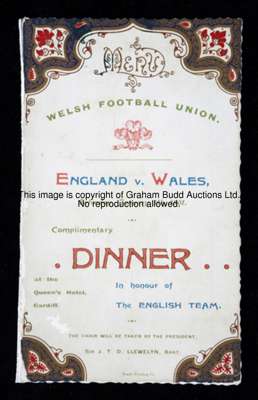 MENU
WELSH FOOTBALL UNION.
ENGLAND v. WALES,
This image is copyright of Graham Budd Auctions Ltd.
No reproduction allowed.
Complimentary
. DINNER . .
at the
Queen's Hotel,
Cardiff.
In honour of
The ENGLISH TEAM.
THE CHAIR WILL BE TAKEN BY THE PRESIDENT,
SIR J. T. D. LLEWELYN, BART.